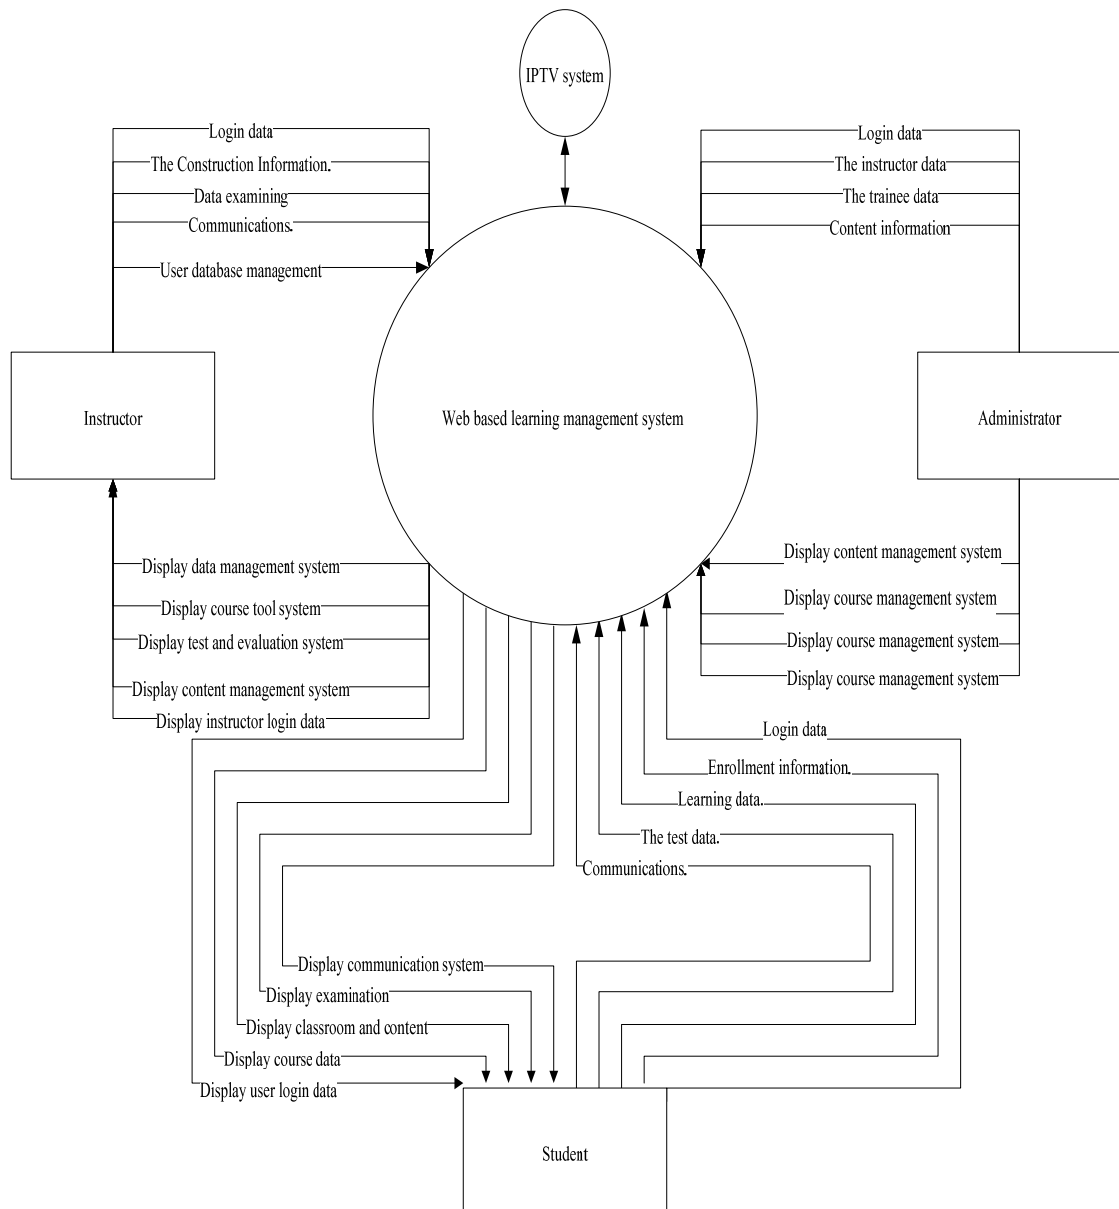 IPTV system
Login data
The Construction Information.
Data examining
Communications.
User database management
Login data
The instructor data
The trainee data
Content information
Instructor
Web based learning management system
Administrator
Display data management system
Display course tool system
Display test and evaluation system
Display content management system
Display instructor login data
Display content management system
Display course management system
Display course management system
Display course management system
Login data
Enrollment information.
Learning data.
The test data.
Communications.
Display communication system
Display examination
Display classroom and content
Display course data
Display user login data
Student